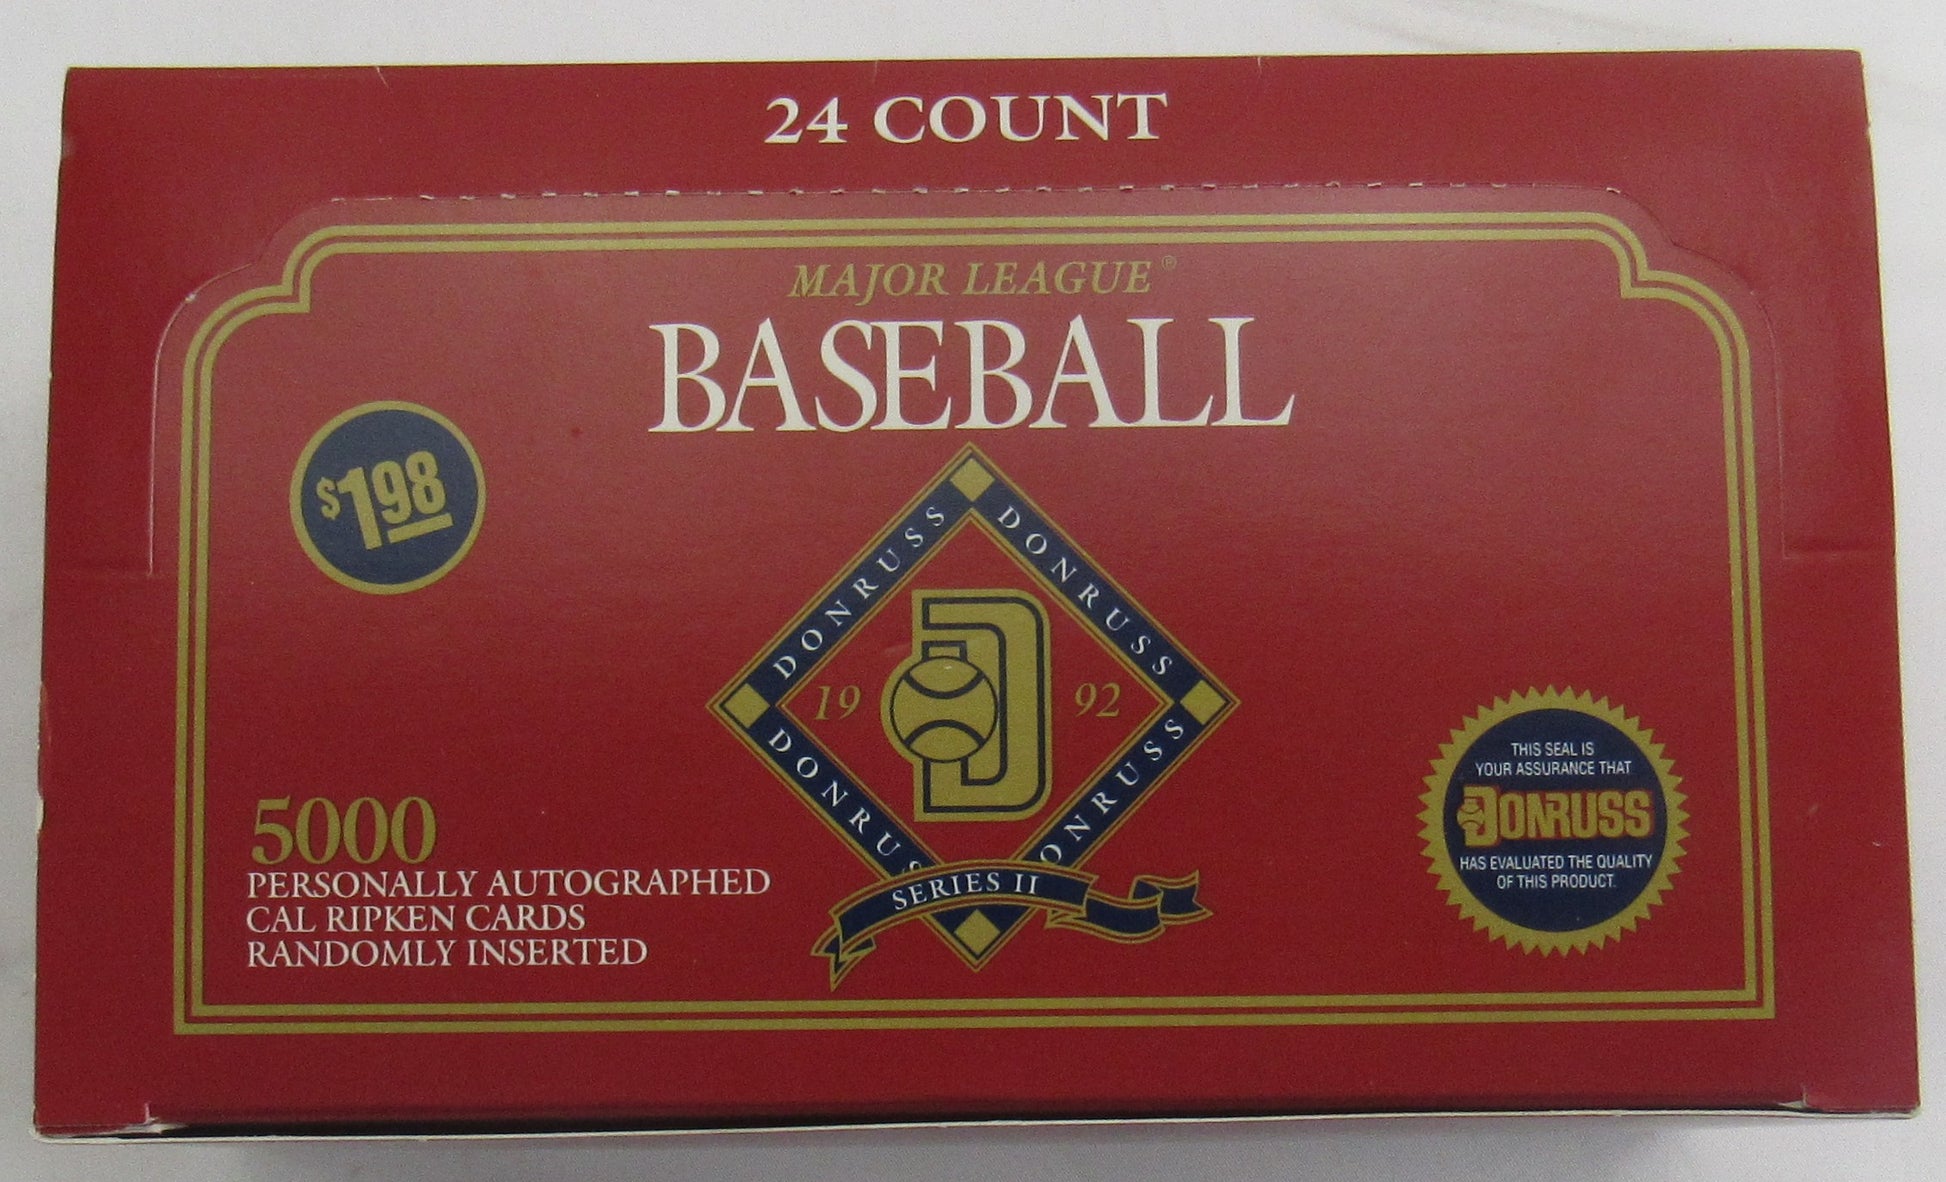 24 COUNT
MAJOR LEAGUE®
BASEBALL
$1.98
DONRUSS
DONRUSS
19 92
DONRUSS
DONRUSS
SERIES II
5000
PERSONALLY AUTOGRAPHED
CAL RIPKEN CARDS
RANDOMLY INSERTED
THIS SEAL IS
YOUR ASSURANCE THAT
DONRUSS
HAS EVALUATED THE QUALITY
OF THIS PRODUCT.